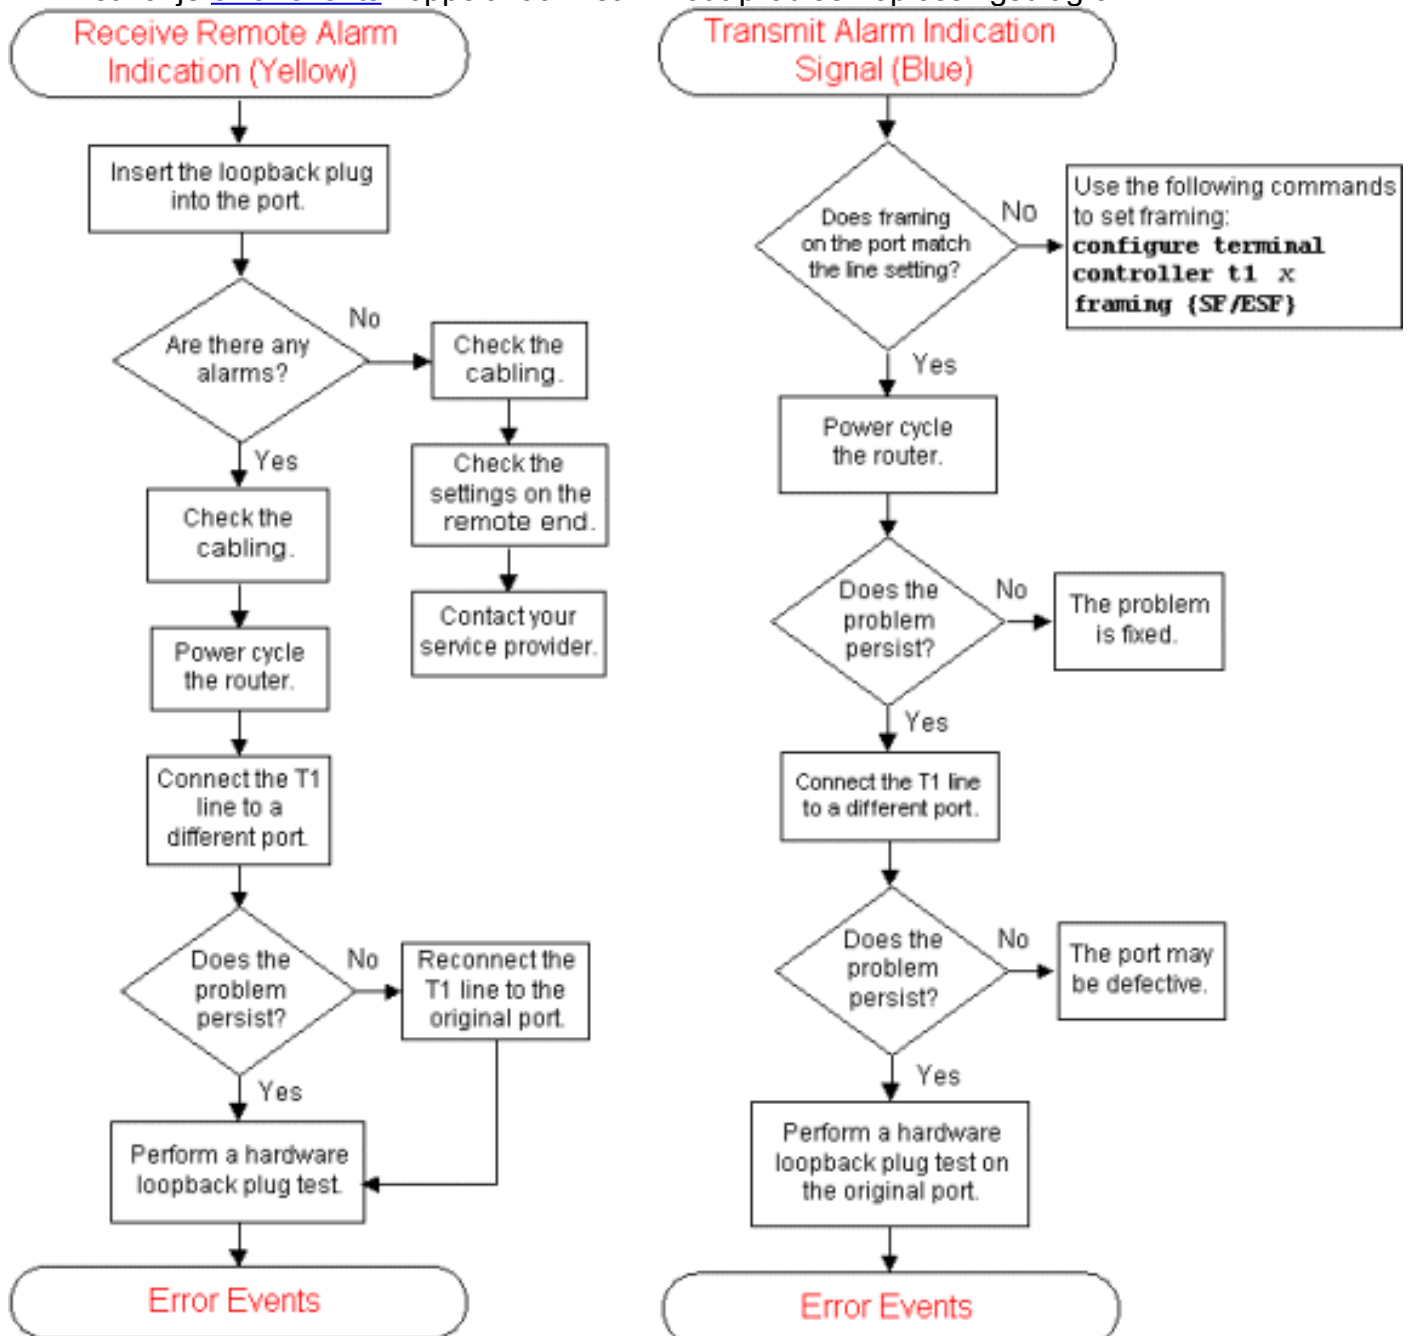 Receive Remote Alarm
Indication (Yellow)
Insert the loopback plug
into the port.
Are there any
alarms?
No
Check the
cabling.
Check the
settings on the
remote end.
Contact your
service provider.
Yes
Check the
cabling.
Power cycle
the router.
Connect the T1
line to a
different port.
Does the
problem
persist?
No
Reconnect the
T1 line to the
original port.
Yes
Perform a hardware
loopback plug test.
Error Events
Transmit Alarm Indication
Signal (Blue)
Does framing
on the port match
the line setting?
No
Use the following commands
to set framing:
configure terminal
controller t1 x
framing {SF/ESF}
Yes
Power cycle
the router.
Does the
problem
persist?
No
The problem
is fixed.
Yes
Connect the T1 line
to a different port.
Does the
problem
persist?
No
The port may
be defective.
Yes
Perform a hardware
loopback plug test on
the original port.
Error Events